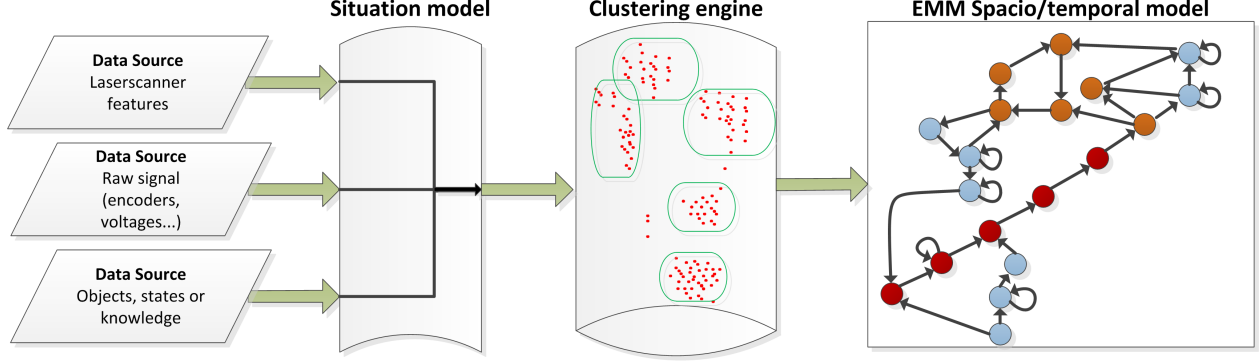 Situation model
Clustering engine
EMM Spacio/temporal model
Data Source
Laserscanner
features
Data Source
Raw signal
(encoders,
voltages...)
Data Source
Objects, states or
knowledge